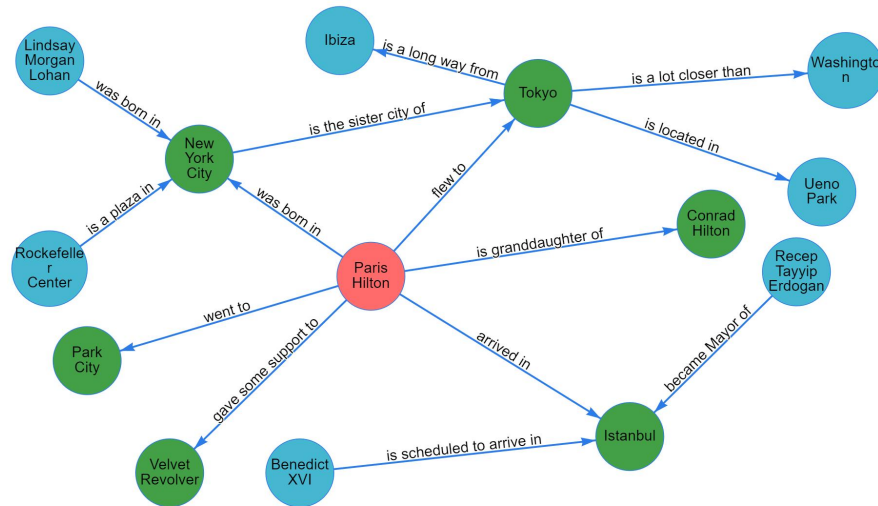 Lindsay
Morgan
Lohan
Ibiza
is a long way from
Tokyo
is a lot closer than
Washingto
n
was born in
is the sister city of
is located in
New
York
City
flew to
Ueno
Park
is a plaza in
was born in
Conrad
Hilton
Rockefelle
r
Center
Paris
Hilton
is granddaughter of
Recep
Tayyip
Erdogan
went to
Park
City
gave some support to
arrived in
became Mayor of
Istanbul
Velvet
Revolver
Benedict
XVI
is scheduled to arrive in